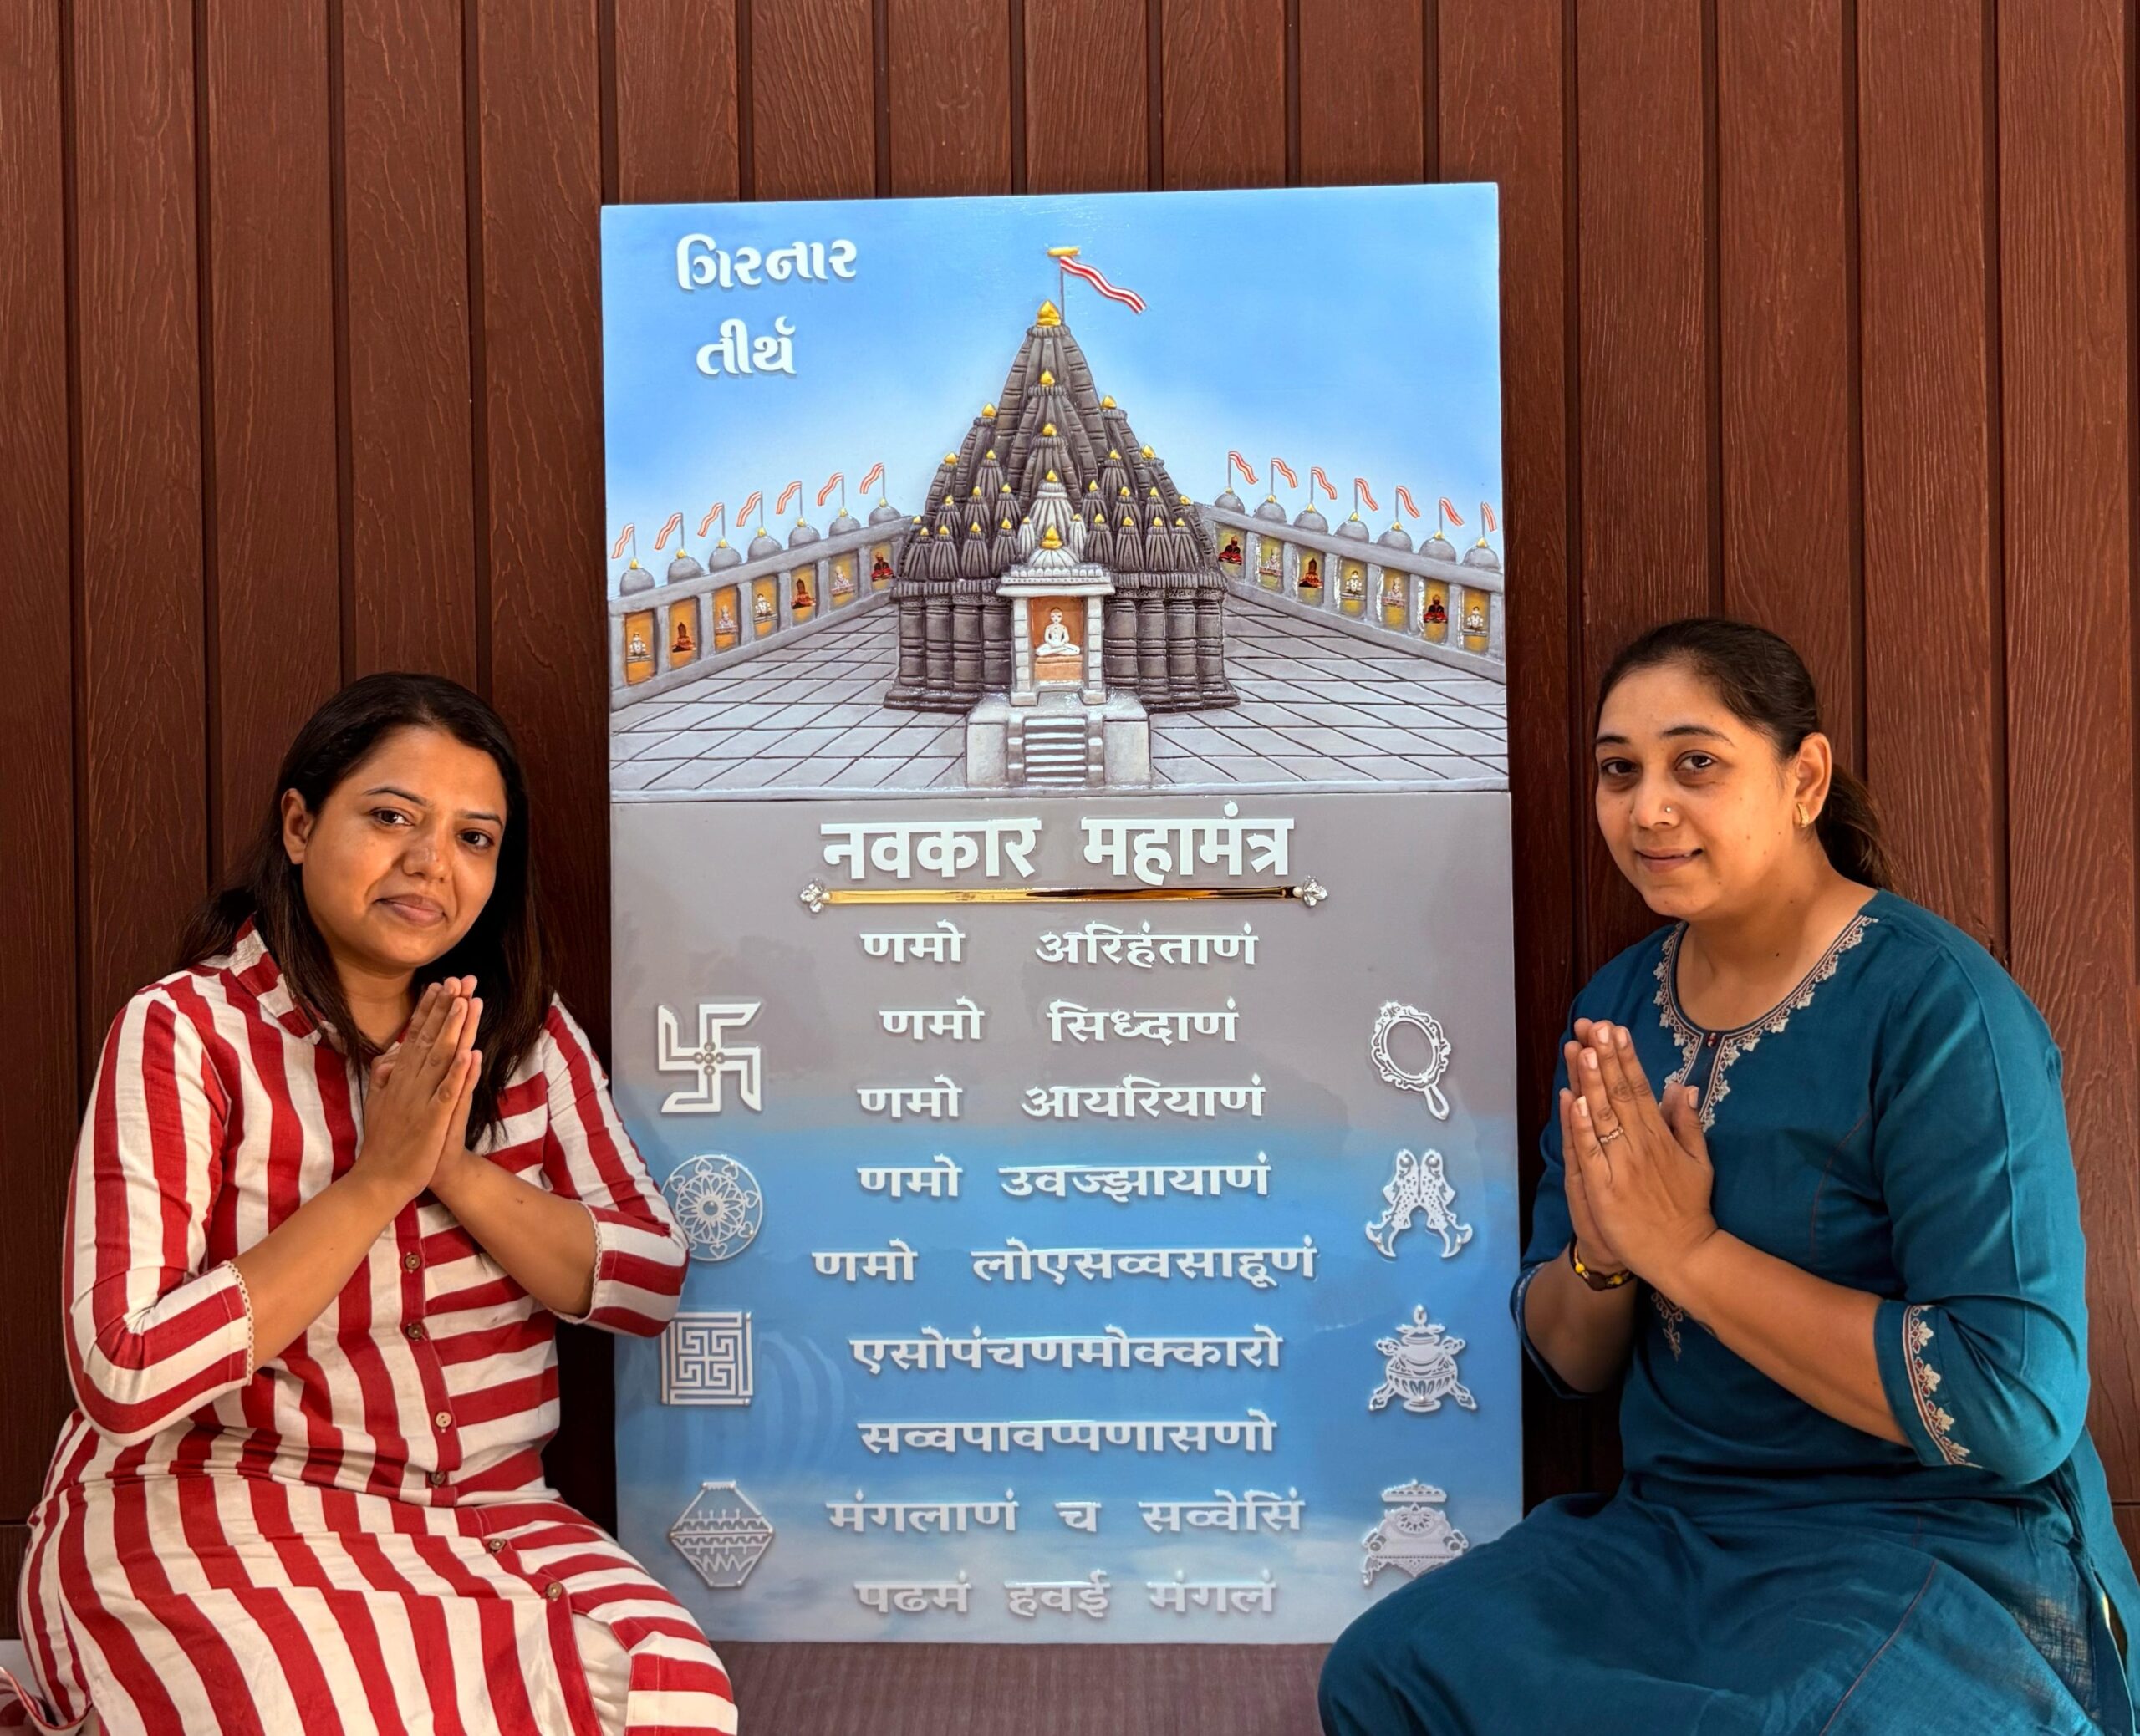 ગિરનાર
તીર્થ
नवकार महामंत्र
णमो अरिहंताणं
णमो सिध्दाणं
णमो आयरियाणं
णमो उवज्झायाणं
णमो लोएसव्वसाहूणं
एसोपंचणमोक्कारो
सव्वपावप्पणासणो
मंगलाणं च सव्वेसिं
पढमं हवई मंगलं